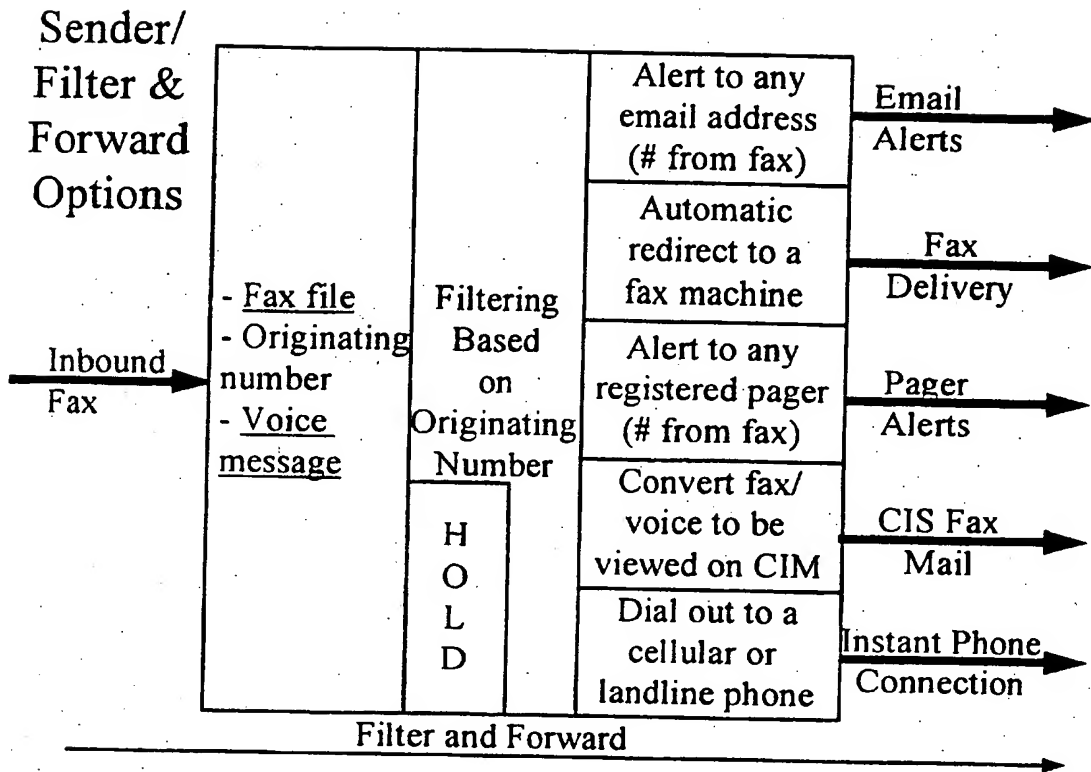 Sender/
Filter &
Forward
Options
Inbound
Fax
- Fax file
- Originating
number
- Voice
message
Filtering
Based
on
Originating
Number
H
O
L
D
Alert to any
email address
(# from fax)
Automatic
redirect to a
fax machine
Alert to any
registered pager
(# from fax)
Convert fax/
voice to be
viewed on CIM
Dial out to a
cellular or
landline phone
Email
Alerts
Fax
Delivery
Pager
Alerts
CIS Fax
Mail
Instant Phone
Connection
Filter and Forward